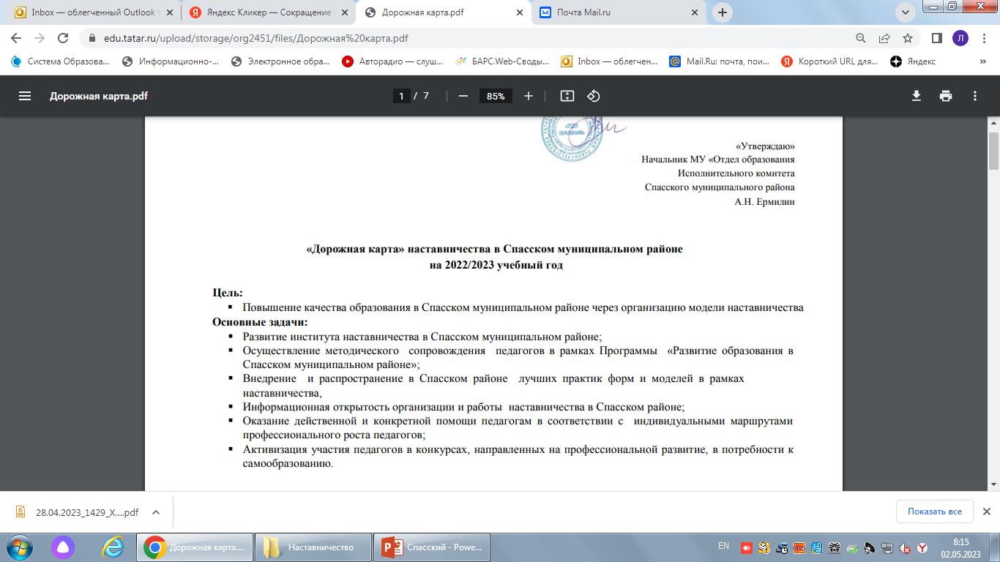 Inbox — облегченный Outlook
Яндекс Кликер — Сокращение
Дорожная карта.pdf
Почта Mail.ru
edu.tatar.ru/upload/storage/org2451/files/Дорожная%20карта.pdf
Л
Система Образова...
Информационно-...
Электронное обра...
Авторадио — слуш...
БАРС.Web-Своды...
Inbox — облегчен...
Mail.Ru: почта, пои...
Короткий URL для...
Яндекс
»
Дорожная карта.pdf
1 / 7
85%
«ОТДЕЛ
ОБРАЗОВАНИЯ»
«Утверждаю»
Начальник МУ «Отдел образования
Исполнительного комитета
Спасского муниципального района
А.Н. Ермилин
«Дорожная карта» наставничества в Спасском муниципальном районе
на 2022/2023 учебный год
Цель:
▪ Повышение качества образования в Спасском муниципальном районе через организацию модели наставничества
Основные задачи:
▪ Развитие института наставничества в Спасском муниципальном районе;
▪ Осуществление методического сопровождения педагогов в рамках Программы «Развитие образования в
Спасском муниципальном районе»;
▪ Внедрение и распространение в Спасском районе лучших практик форм и моделей в рамках
наставничества,
▪ Информационная открытость организации и работы наставничества в Спасском районе;
▪ Оказание действенной и конкретной помощи педагогам в соответствии с индивидуальными маршрутами
профессионального роста педагогов;
▪ Активизация участия педагогов в конкурсах, направленных на профессиональной развитие, в потребности к
самообразованию.
28.04.2023_1429_X....pdf
Показать все
Дорожная карта....
Наставничество
Спасский - Powe...
EN
8:15
02.05.2023